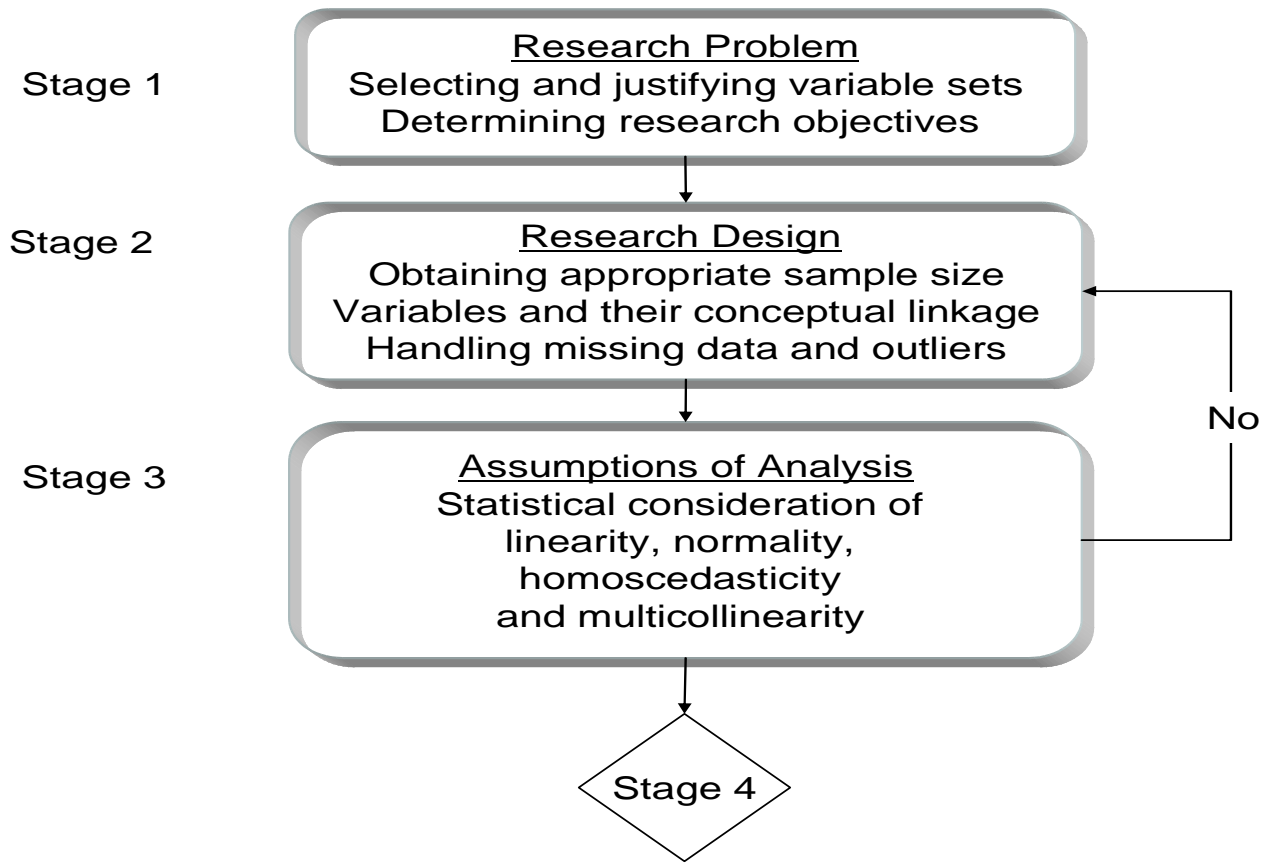 Stage 1
Research Problem
Selecting and justifying variable sets
Determining research objectives
Stage 2
Research Design
Obtaining appropriate sample size
Variables and their conceptual linkage
Handling missing data and outliers
No
Stage 3
Assumptions of Analysis
Statistical consideration of
linearity, normality,
homoscedasticity
and multicollinearity
Stage 4